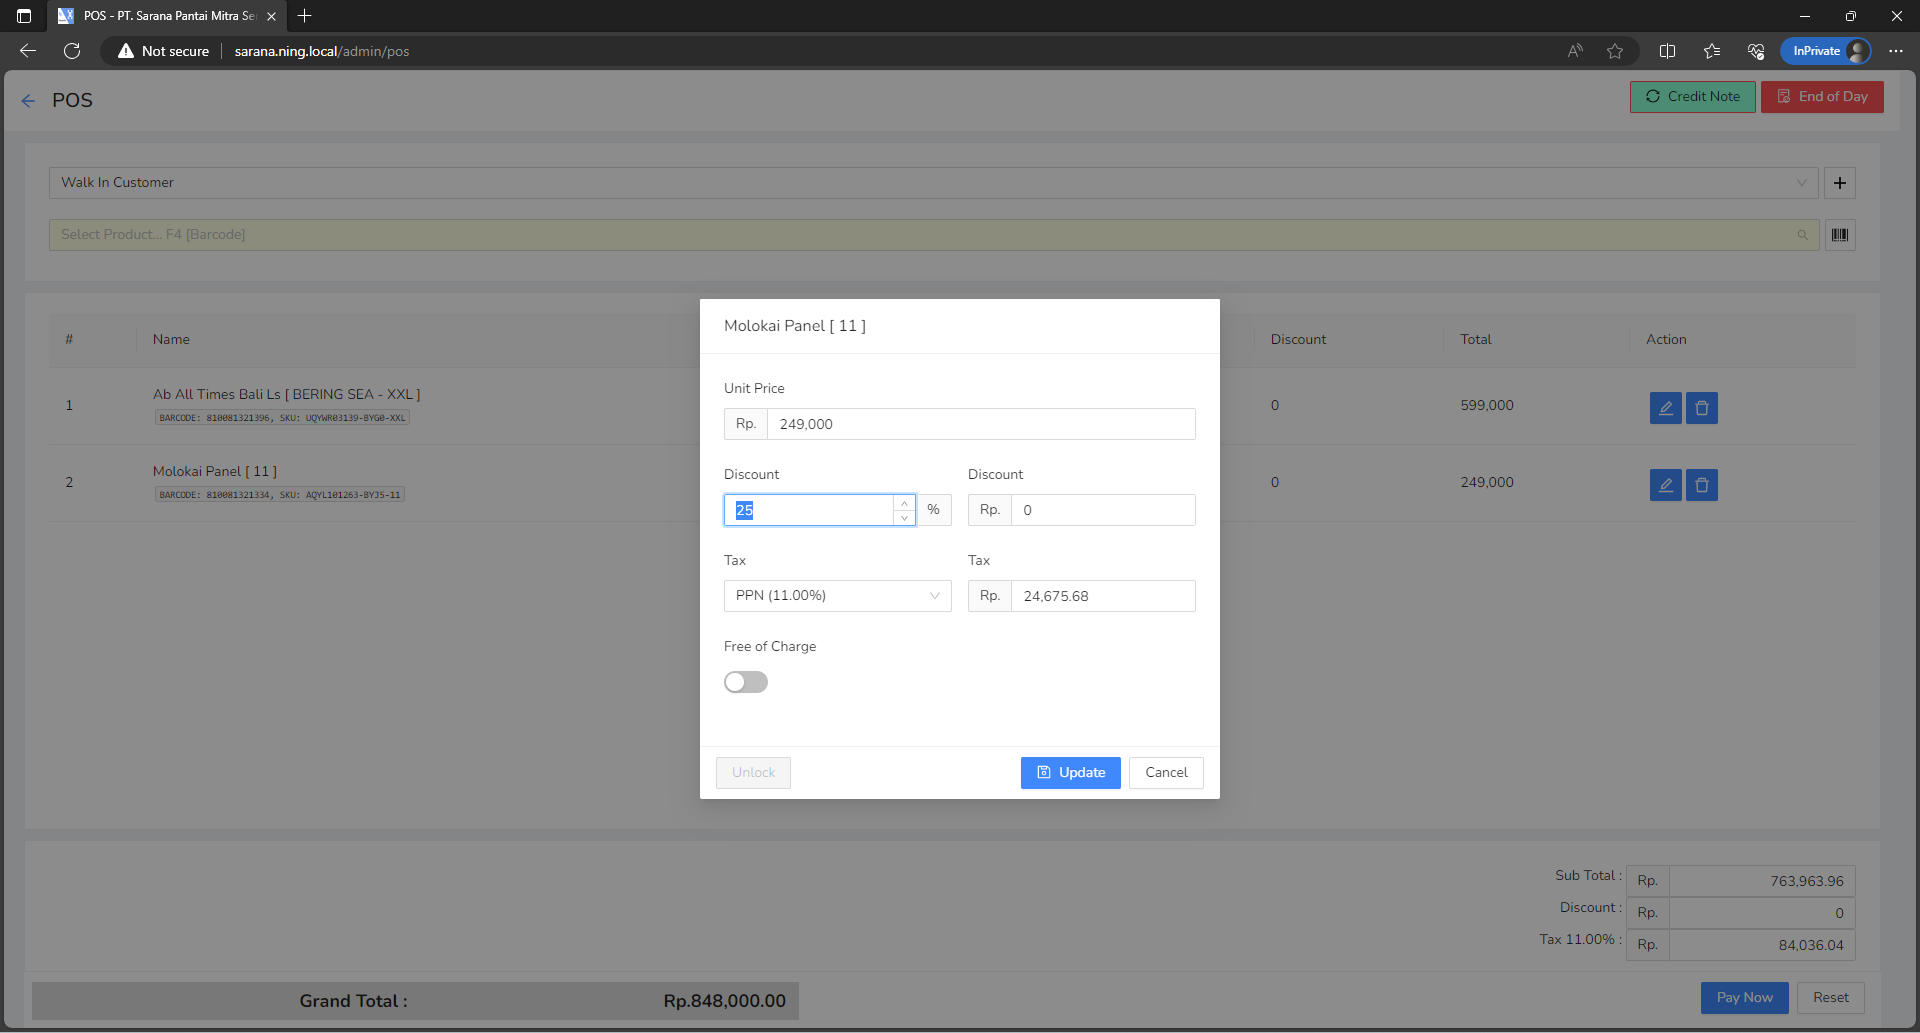 POS - PT. Sarana Pantai Mitra Se
Not secure
sarana.ning.local/admin/pos
InPrivate
POS
Credit Note
End of Day
Walk In Customer
Select Product... F4 [Barcode]
# Name Discount Total Action
1 Ab All Times Bali Ls [ BERING SEA - XXL ] 0 599,000
BARCODE: 810081321396, SKU: UQYWR03139-BYG0-XXL
2 Molokai Panel [ 11 ] 0 249,000
BARCODE: 810081321334, SKU: AQYL101263-BYJ5-11
Molokai Panel [ 11 ]
Unit Price
Rp. 249,000
Discount Discount
25 % Rp. 0
Tax Tax
PPN (11.00%) Rp. 24,675.68
Free of Charge
Unlock Update Cancel
Sub Total : Rp. 763,963.96
Discount : Rp. 0
Tax 11.00% : Rp. 84,036.04
Grand Total : Rp.848,000.00
Pay Now Reset